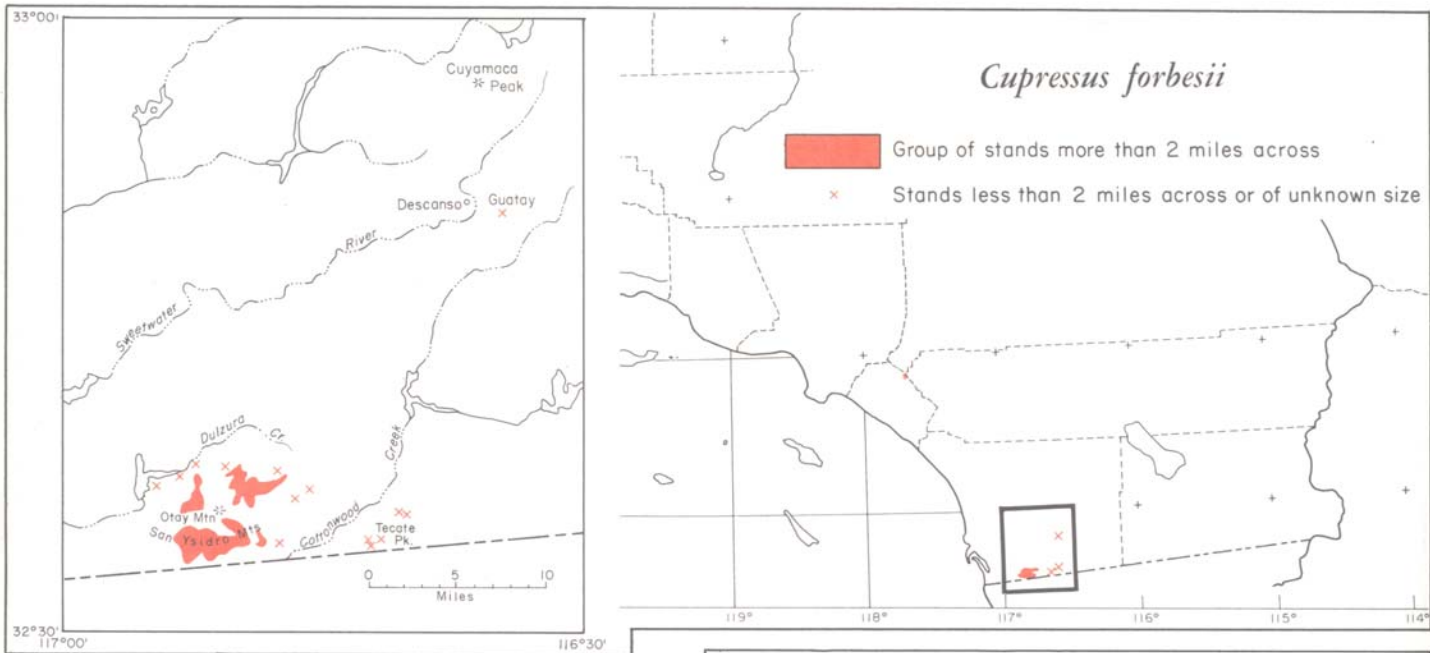 33°00'
Cuyamaca
Peak
Descanso
Guatay
Sweetwater
River
Dulzura
Cr.
Creek
Cottonwood
Otay Mtn
San Ysidro Mts
Tecate
Pk.
0 5 10
Miles
32°30'
117°00'
116°30'
Cupressus forbesii
Group of stands more than 2 miles across
Stands less than 2 miles across or of unknown size
119° 118° 117° 116° 115° 114°